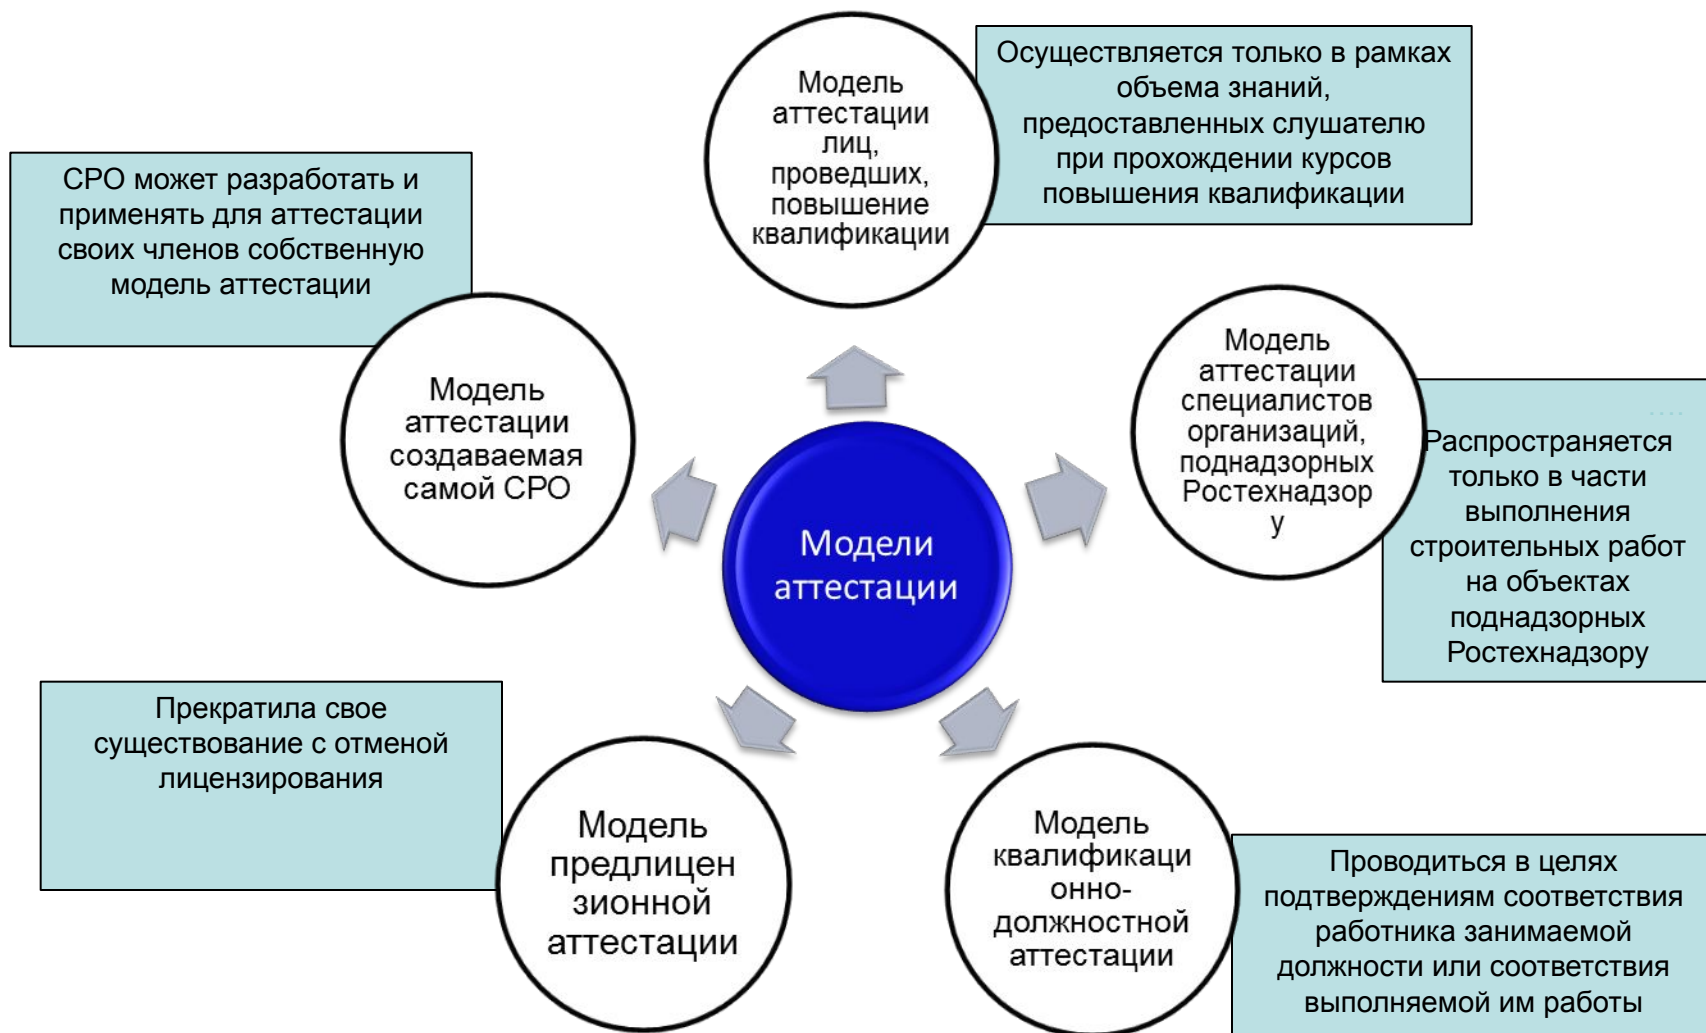 Модель
аттестации
лиц,
проведших,
повышение
квалификации
Осуществляется только в рамках
объема знаний,
предоставленных слушателю
при прохождении курсов
повышения квалификации
СРО может разработать и
применять для аттестации
своих членов собственную
модель аттестации
Модель
аттестации
создаваемая
самой СРО
Модель
аттестации
специалистов
организаций,
поднадзорных
Ростехнадзор
у
....
Распространяется
только в части
выполнения
строительных работ
на объектах
поднадзорных
Ростехнадзору
Модели
аттестации
Прекратила свое
существование с отменой
лицензирования
Модель
предлицен
зионной
аттестации
Модель
квалификаци
онно-
должностной
аттестации
Проводиться в целях
подтверждениям соответствия
работника занимаемой
должности или соответствия
выполняемой им работы